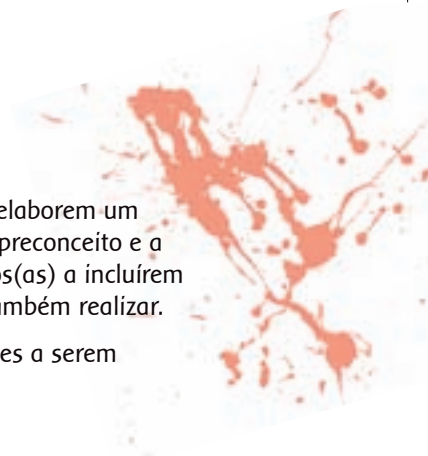 elaborem um
preconceito e a
os(as) a incluírem
também realizar.
es a serem